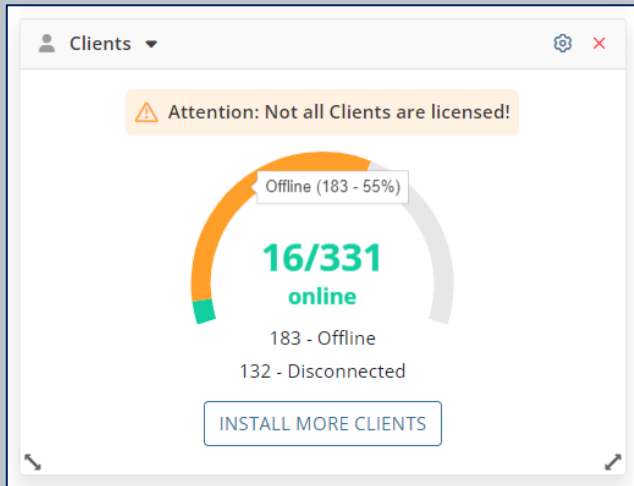 Clients
Attention: Not all Clients are licensed!
Offline (183 - 55%)
16/331
online
183 - Offline
132 - Disconnected
INSTALL MORE CLIENTS